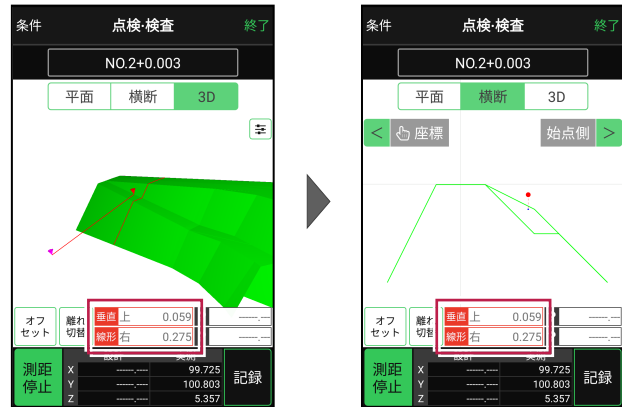 条件 点検·検査 終了
NO.2+0.003
平面 横断 3D
オフセット 離れ切替 垂直 上 0.059 -----.---
線形 右 0.275 -----.---
設計 実測
測距停止 X -----.---- 99.725 記録
Y -----.---- 100.803
Z -----.---- 5.357
条件 点検·検査 終了
NO.2+0.003
平面 横断 3D
< 座標 始点側 >
オフセット 離れ切替 垂直 上 0.059 -----.---
線形 右 0.275 -----.---
測距停止 X -----.---- 99.725 記録
Y -----.---- 100.803
Z -----.---- 5.357